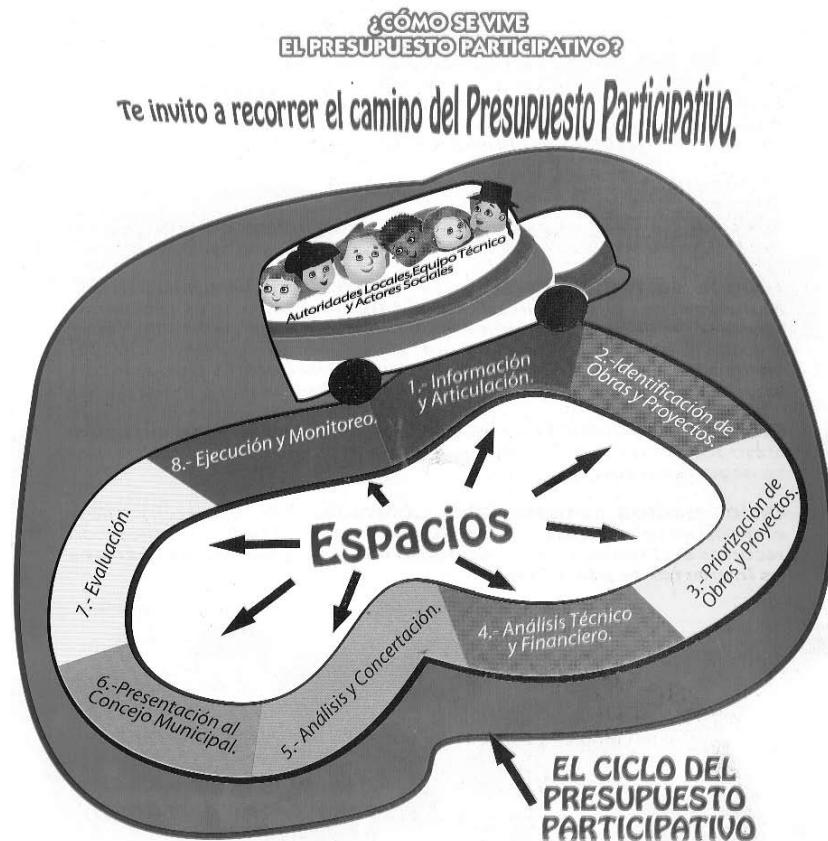 ¿CÓMO SE VIVE
EL PRESUPUESTO PARTICIPATIVO?
Te invito a recorrer el camino del Presupuesto Participativo.
Autoridades Locales, Equipo Técnico
y Actores Sociales
1.- Información
y Articulación.
2.-Identificación de
Obras y Proyectos.
3.-Priorización de
Obras y Proyectos.
4.- Análisis Técnico
y Financiero.
5.- Análisis y Concertación.
6.-Presentación al
Concejo Municipal.
7.- Evaluación.
8.- Ejecución y Monitoreo.
Espacios
EL CICLO DEL
PRESUPUESTO
PARTICIPATIVO